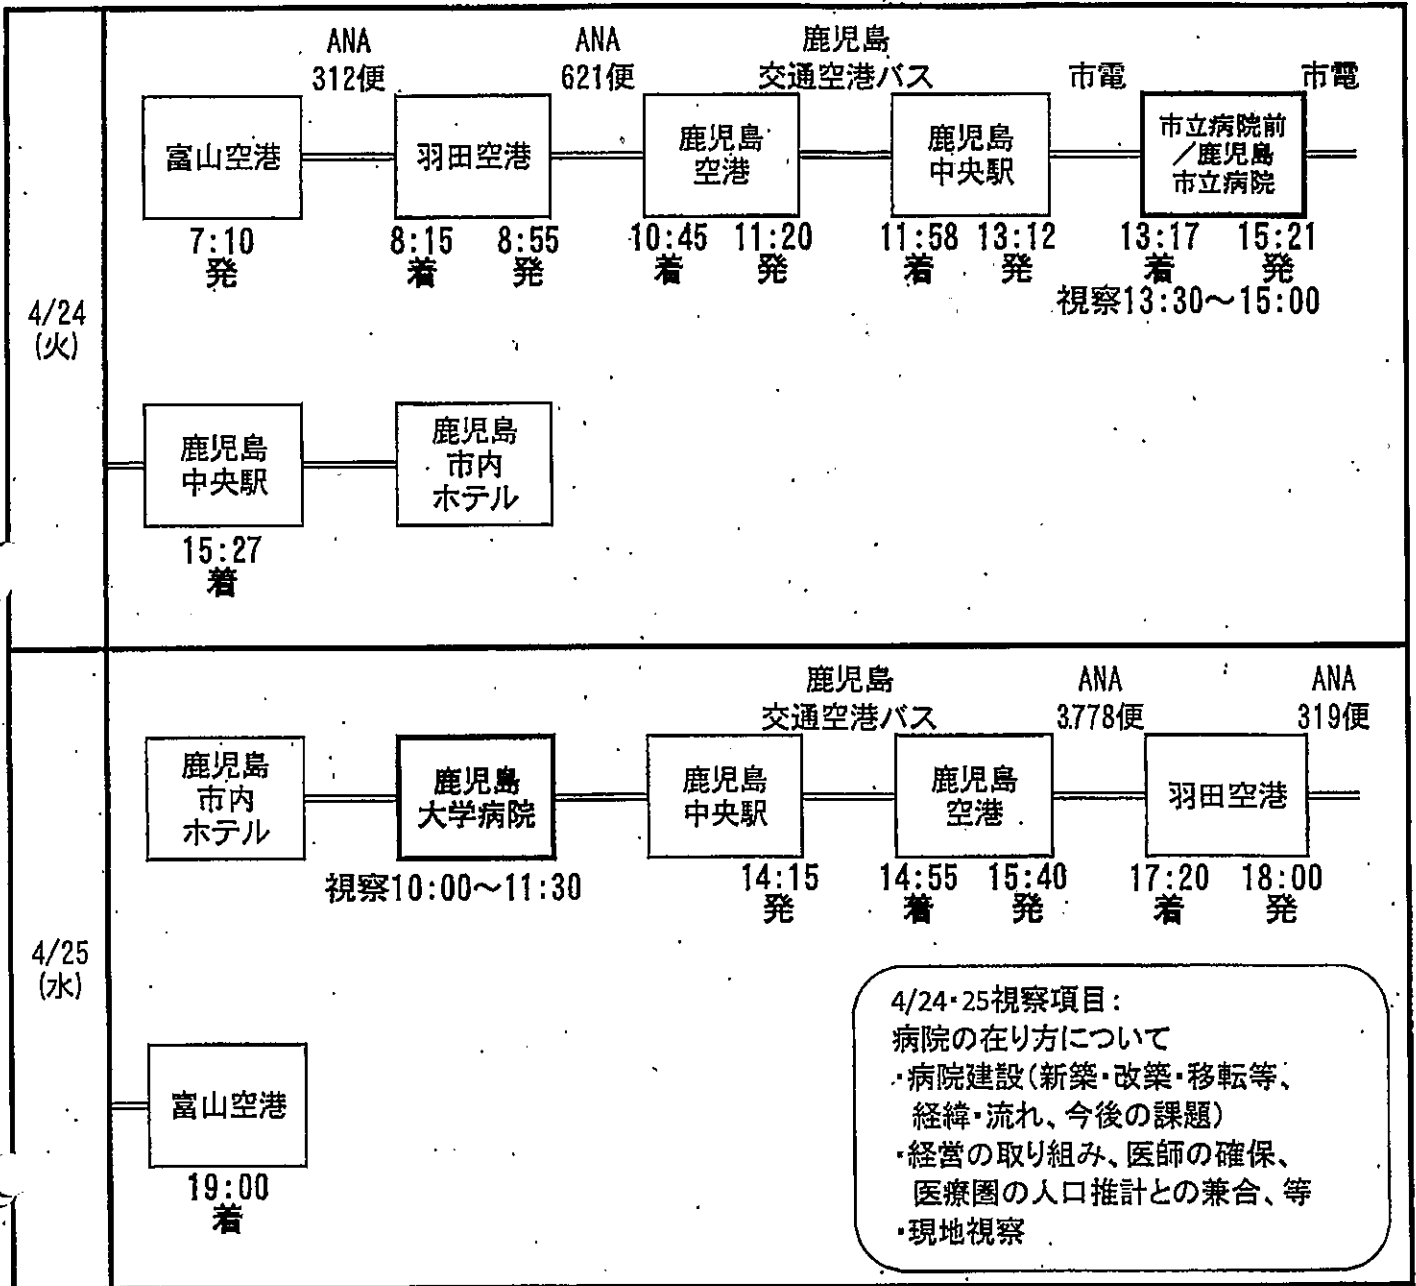 4/24
(火)
ANA
312便
ANA
621便
鹿児島
交通空港バス
市電
市電
富山空港
羽田空港
鹿児島
空港
鹿児島
中央駅
市立病院前
／鹿児島
市立病院
7:10
発
8:15
着
8:55
発
10:45
着
11:20
発
11:58
着
13:12
発
13:17
着
15:21
発
視察13:30～15:00
鹿児島
中央駅
鹿児島
市内
ホテル
15:27
着
4/25
(水)
鹿児島
交通空港バス
ANA
3778便
ANA
319便
鹿児島
市内
ホテル
鹿児島
大学病院
鹿児島
中央駅
鹿児島
空港
羽田空港
視察10:00～11:30
14:15
発
14:55
着
15:40
発
17:20
着
18:00
発
富山空港
19:00
着
4/24・25視察項目:
病院の在り方について
・病院建設(新築・改築・移転等、
経緯・流れ、今後の課題)
・経営の取り組み、医師の確保、
医療圏の人口推計との兼合、等
・現地視察